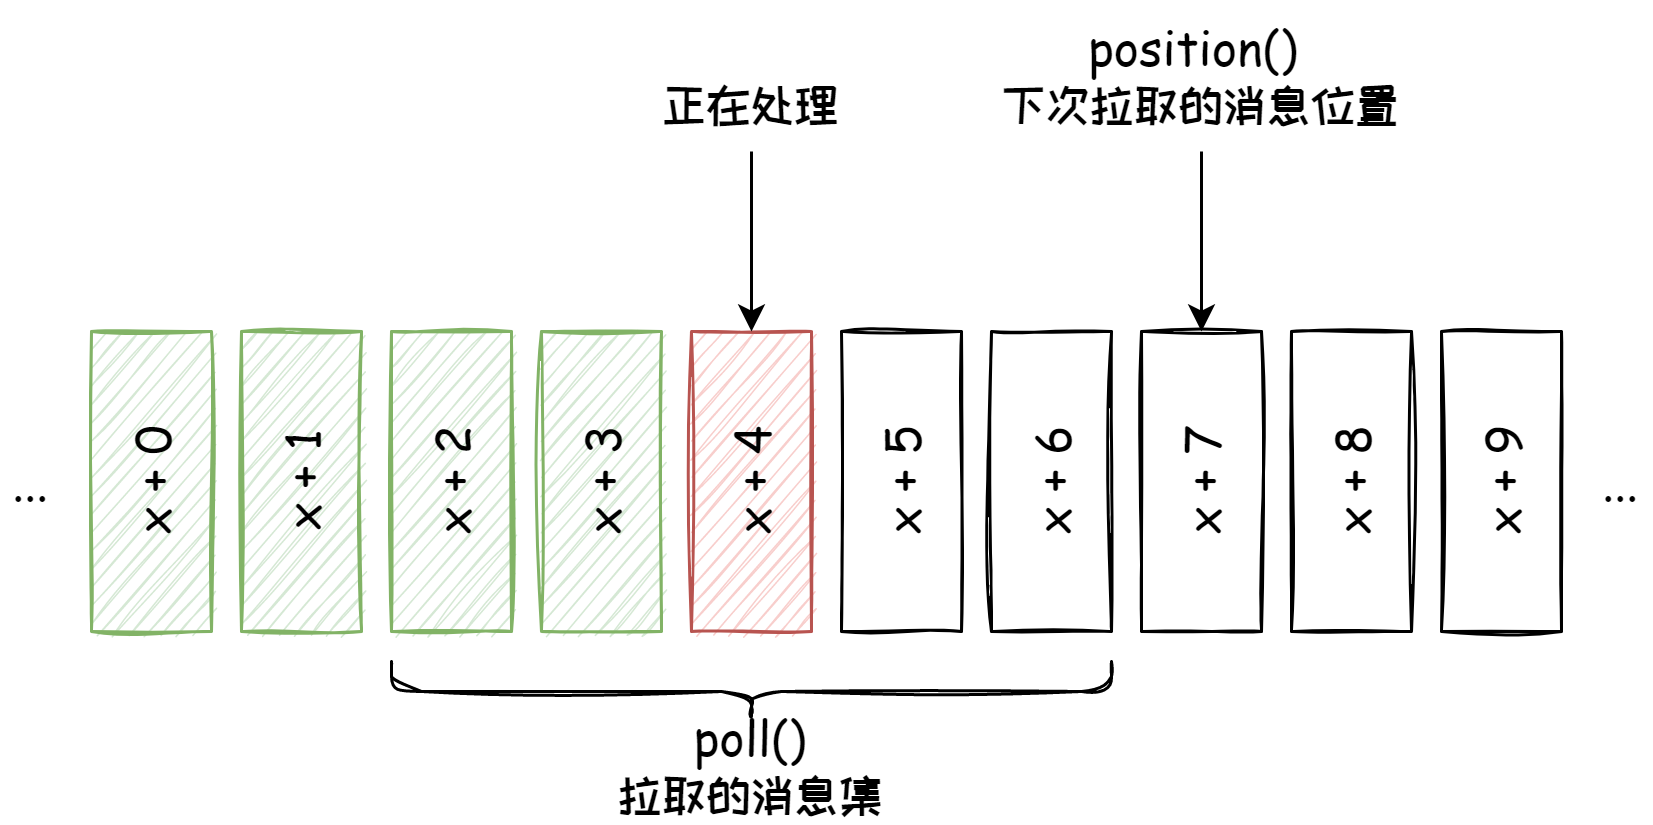 position()
正在处理
下次拉取的消息位置
...
x + 0
x + 1
x + 2
x + 3
x + 4
x + 5
x + 6
x + 7
x + 8
x + 9
...
poll()
拉取的消息集